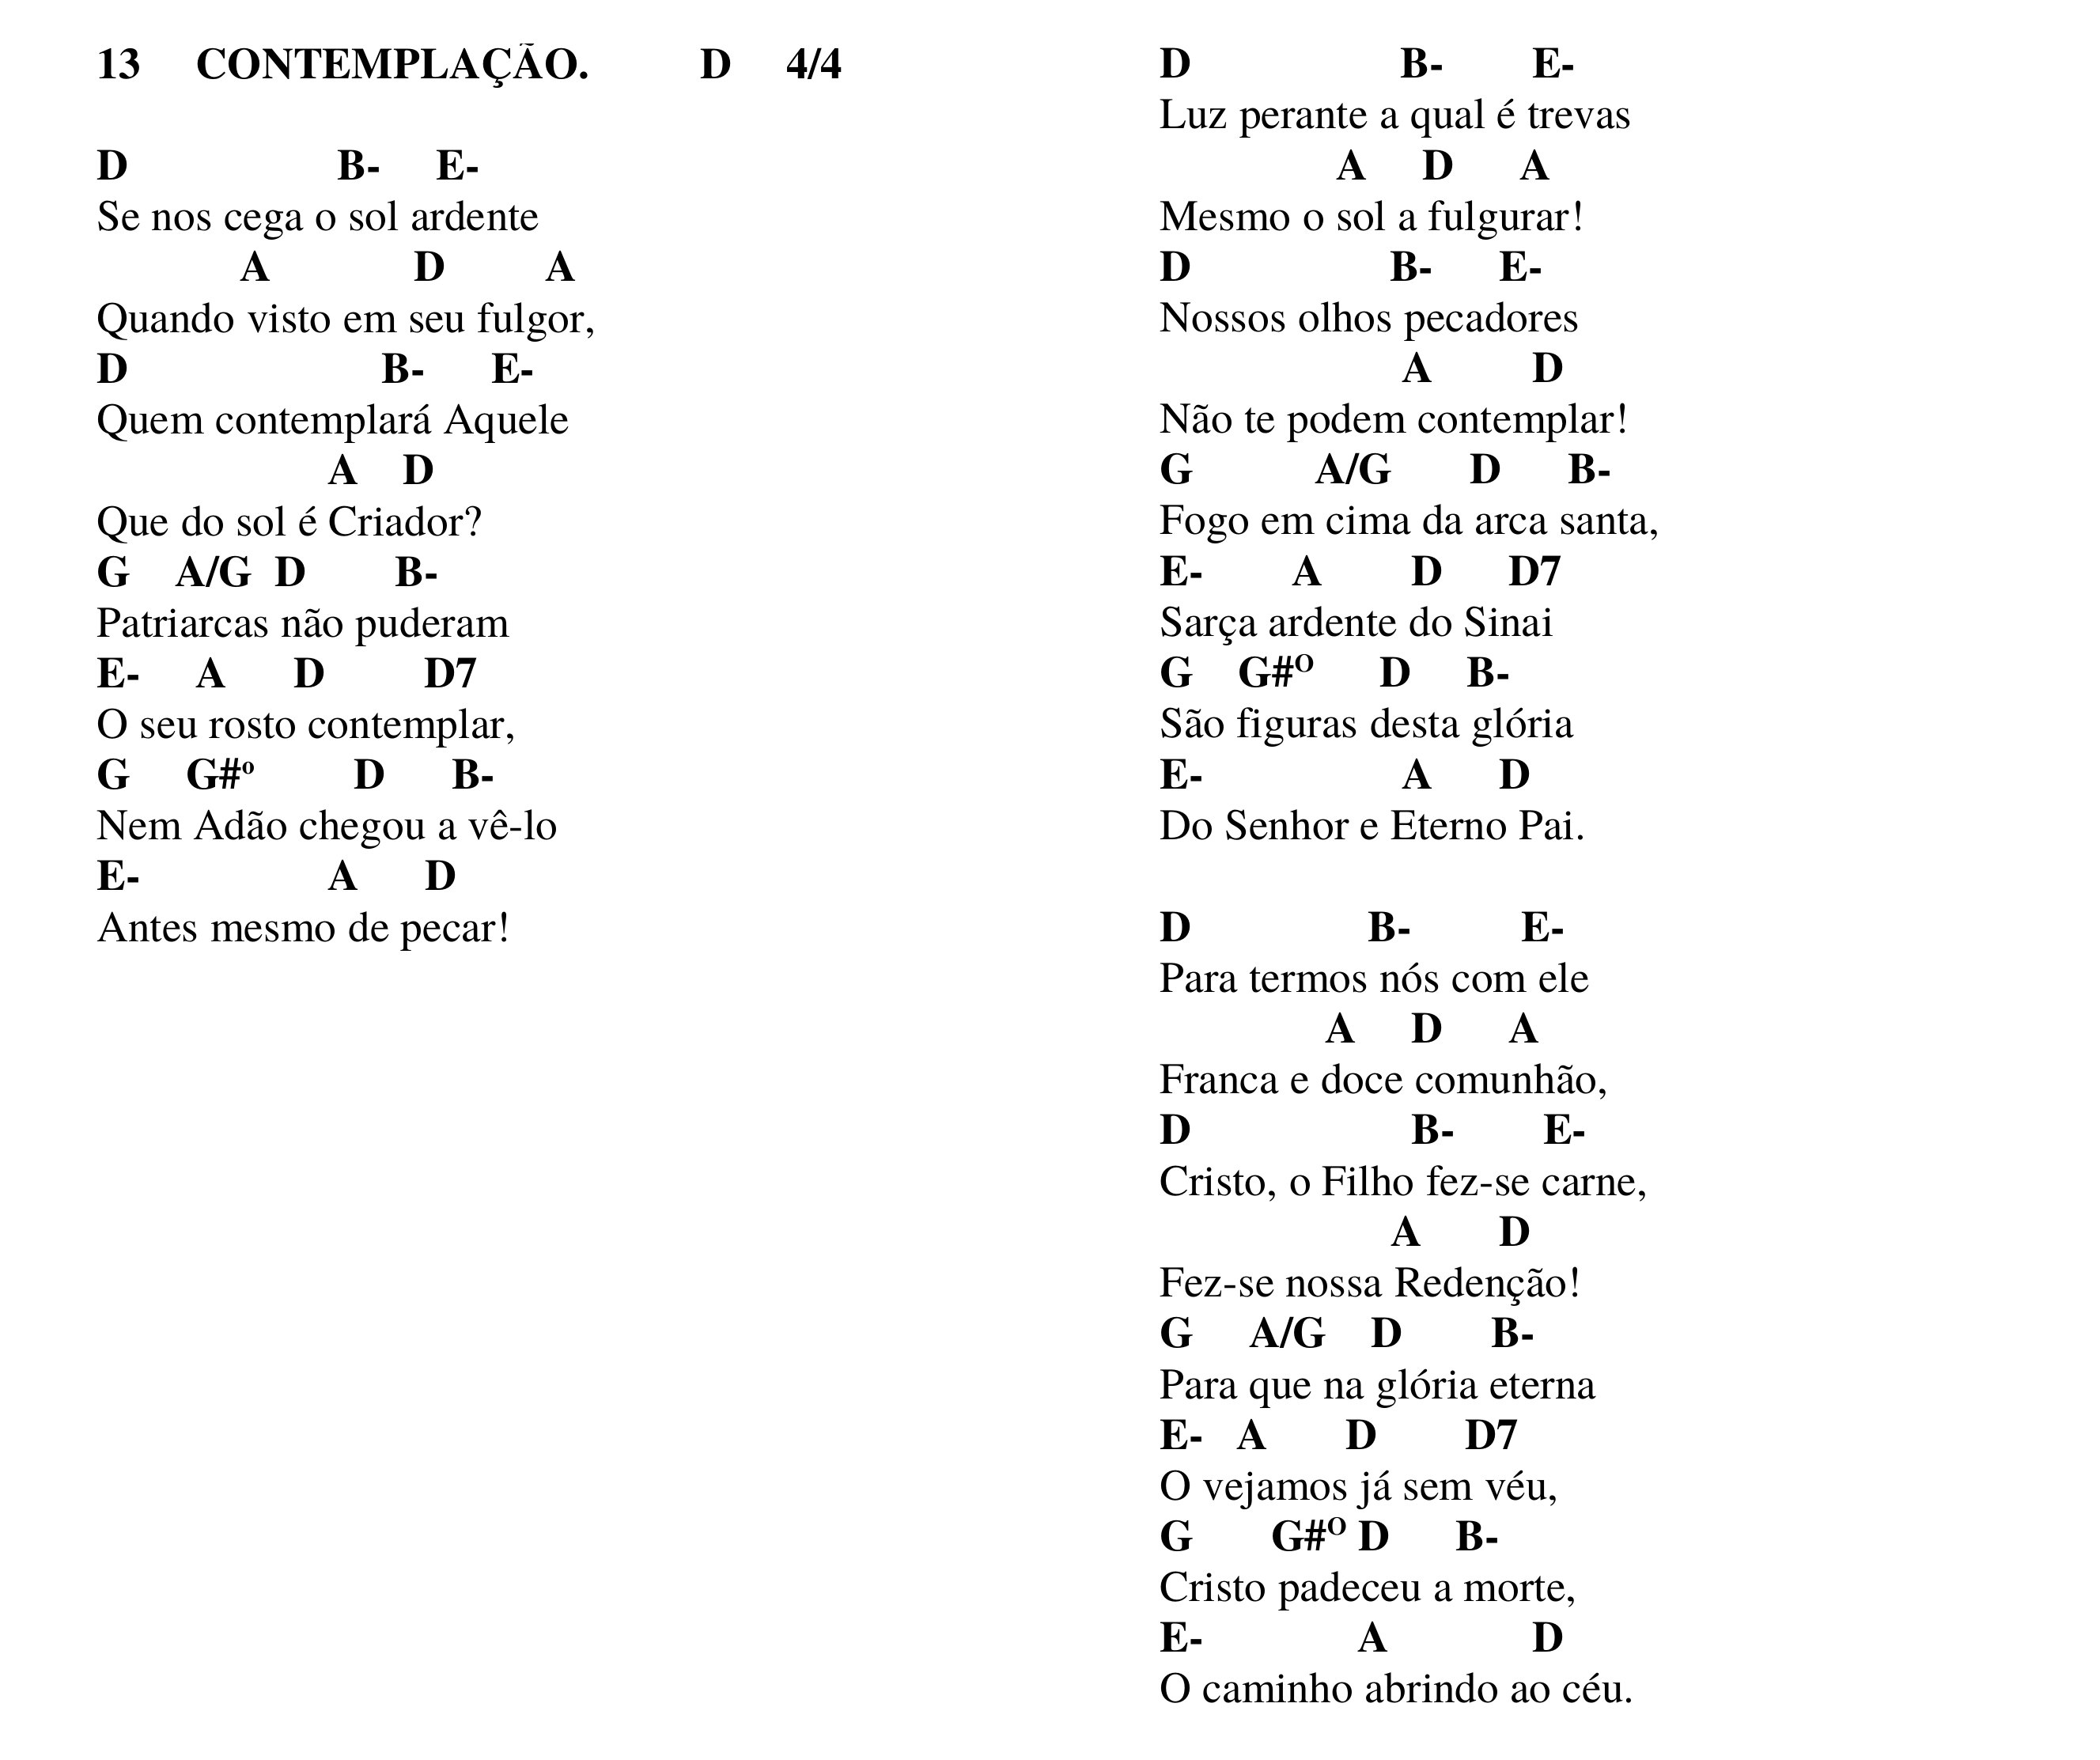 13 CONTEMPLAÇÃO. D 4/4
D B- E-
Se nos cega o sol ardente
A D A
Quando visto em seu fulgor,
D B- E-
Quem contemplará Aquele
A D
Que do sol é Criador?
G A/G D B-
Patriarcas não puderam
E- A D D7
O seu rosto contemplar,
G G#º D B-
Nem Adão chegou a vê-lo
E- A D
Antes mesmo de pecar!
D B- E-
Luz perante a qual é trevas
A D A
Mesmo o sol a fulgurar!
D B- E-
Nossos olhos pecadores
A D
Não te podem contemplar!
G A/G D B-
Fogo em cima da arca santa,
E- A D D7
Sarça ardente do Sinai
G G#O D B-
São figuras desta glória
E- A D
Do Senhor e Eterno Pai.
D B- E-
Para termos nós com ele
A D A
Franca e doce comunhão,
D B- E-
Cristo, o Filho fez-se carne,
A D
Fez-se nossa Redenção!
G A/G D B-
Para que na glória eterna
E- A D D7
O vejamos já sem véu,
G G#O D B-
Cristo padeceu a morte,
E- A D
O caminho abrindo ao céu.